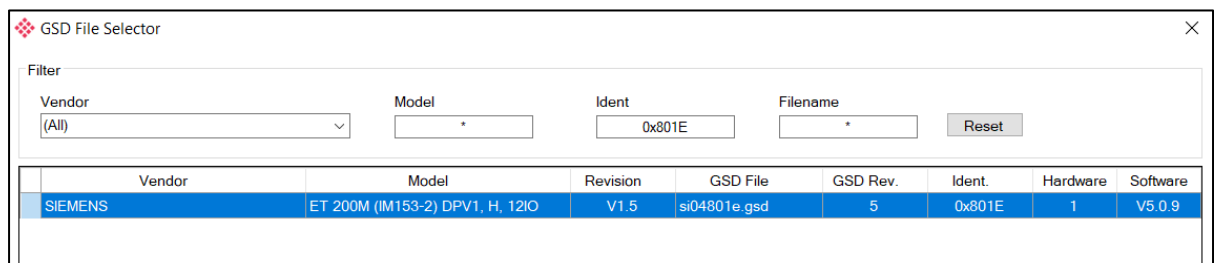 GSD File Selector
Filter
Vendor Model Ident Filename
(All) * 0x801E * Reset
Vendor Model Revision GSD File GSD Rev. Ident. Hardware Software
SIEMENS ET 200M (IM153-2) DPV1, H, 12IO V1.5 si04801e.gsd 5 0x801E 1 V5.0.9